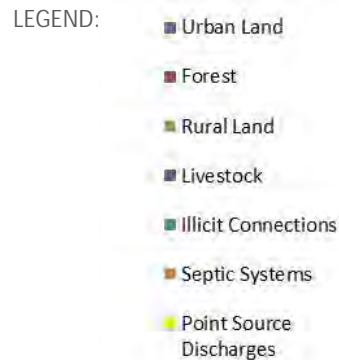 LEGEND:
Urban Land
Forest
Rural Land
Livestock
Illicit Connections
Septic Systems
Point Source
Discharges